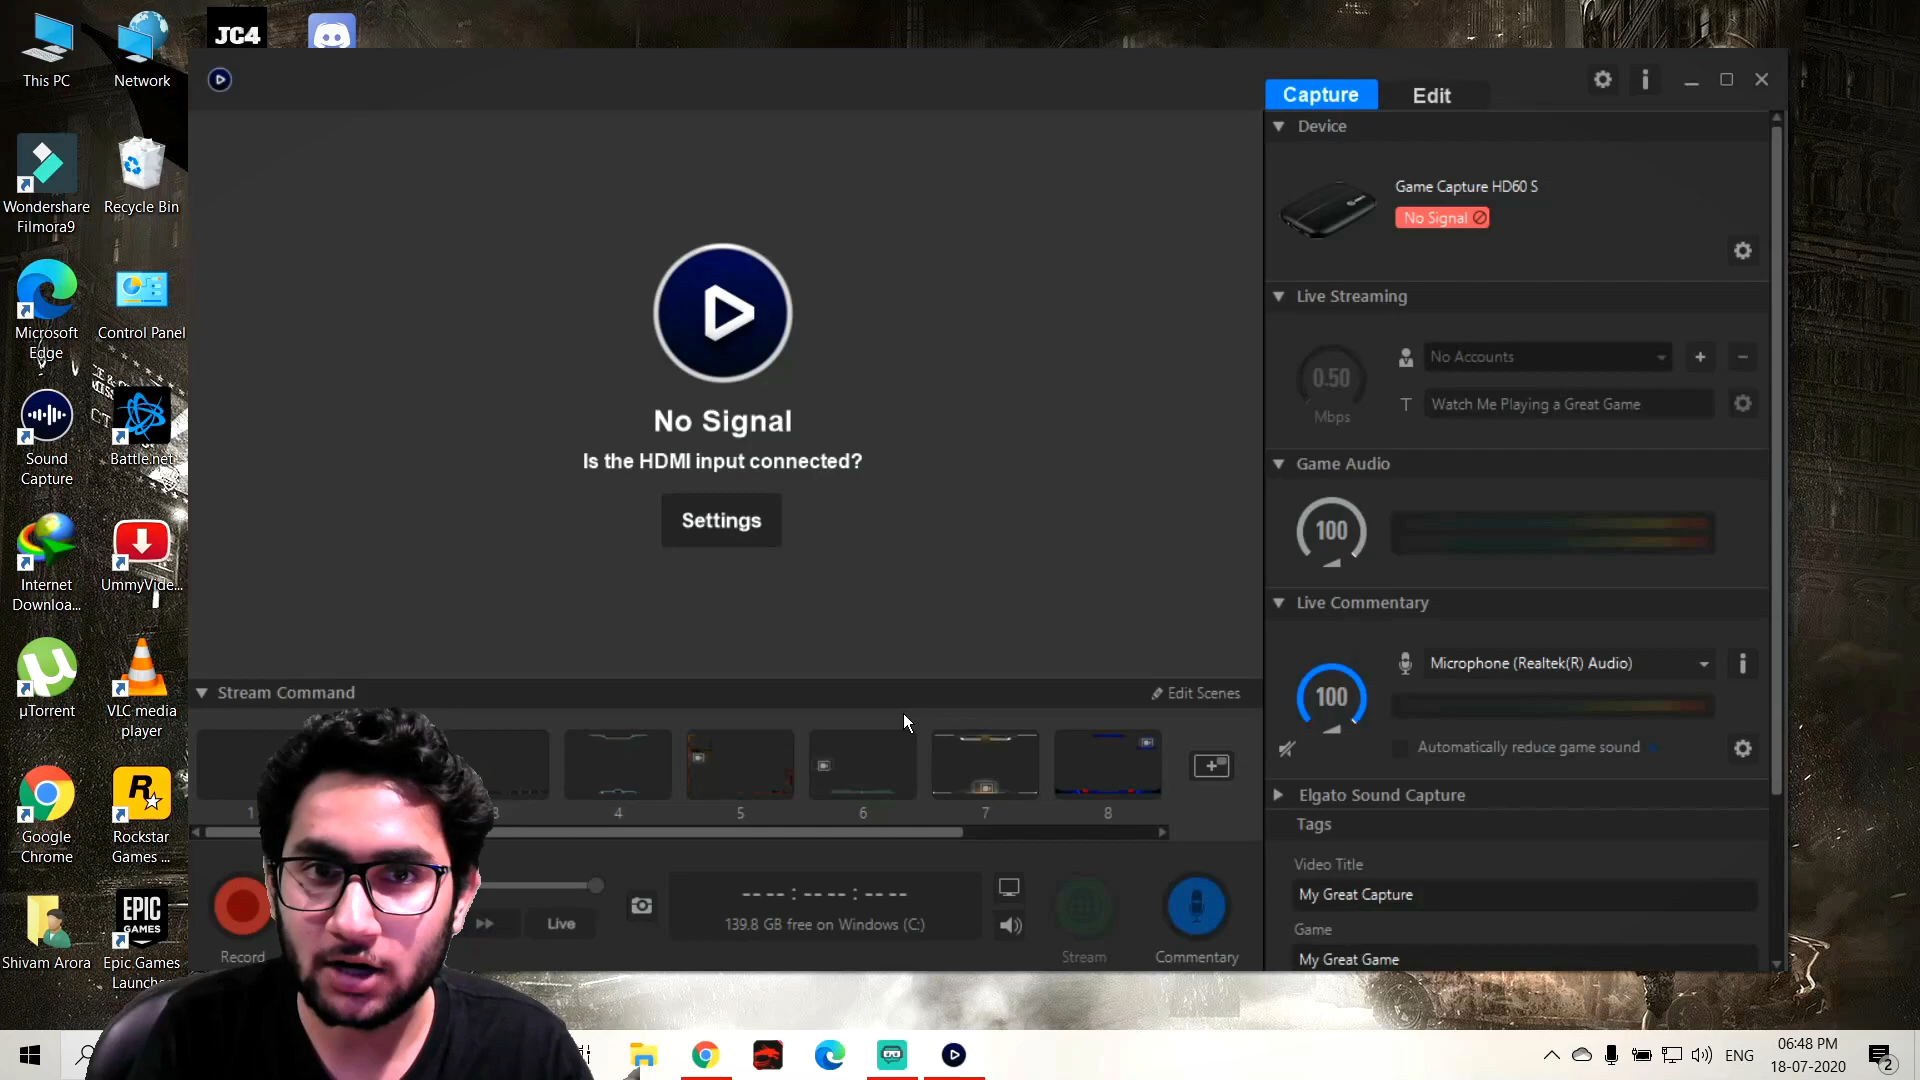 This PC
Network
JC4
Wondershare
Filmora9
Recycle Bin
Microsoft
Edge
Control Panel
Sound
Capture
Battle.net
Internet
Downloa...
UmmyVide...
µTorrent
VLC media
player
Google
Chrome
Rockstar
Games ...
Shivam Arora
EPIC
GAMES
Epic Games
Launch
Capture
Edit
Device
Game Capture HD60 S
No Signal
Live Streaming
0.50
Mbps
No Accounts
T
Watch Me Playing a Great Game
Game Audio
100
Live Commentary
Microphone (Realtek(R) Audio)
100
Automatically reduce game sound
Elgato Sound Capture
Tags
Video Title
My Great Capture
Game
My Great Game
No Signal
Is the HDMI input connected?
Settings
Stream Command
Edit Scenes
1
3
4
5
6
7
8
Record
Live
---- : ---- : ----
139.8 GB free on Windows (C:)
Stream
Commentary
ENG
06:48 PM
18-07-2020
2